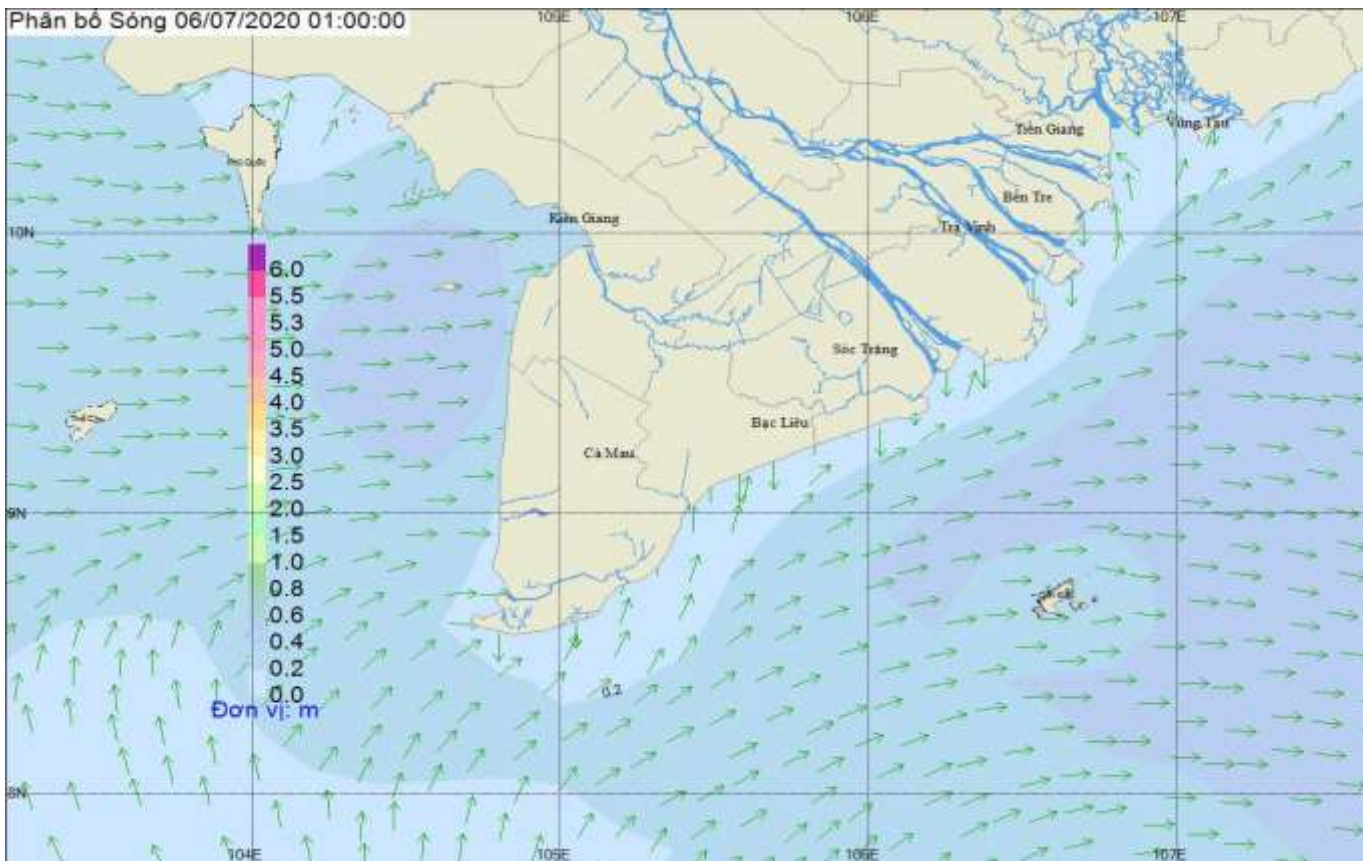 Phân bố Sóng 06/07/2020 01:00:00
105E
106E
107E
Vũng Tàu
Tiền Giang
Bến Tre
Kiên Giang
Trà Vinh
10N
6.0
5.5
5.3
5.0
4.5
4.0
3.5
3.0
2.5
2.0
1.5
1.0
0.8
0.6
0.4
0.2
0.0
Đơn vị: m
Sóc Trăng
Bạc Liêu
Cà Mau
9N
0.2
8N
104E
105E
106E
107E